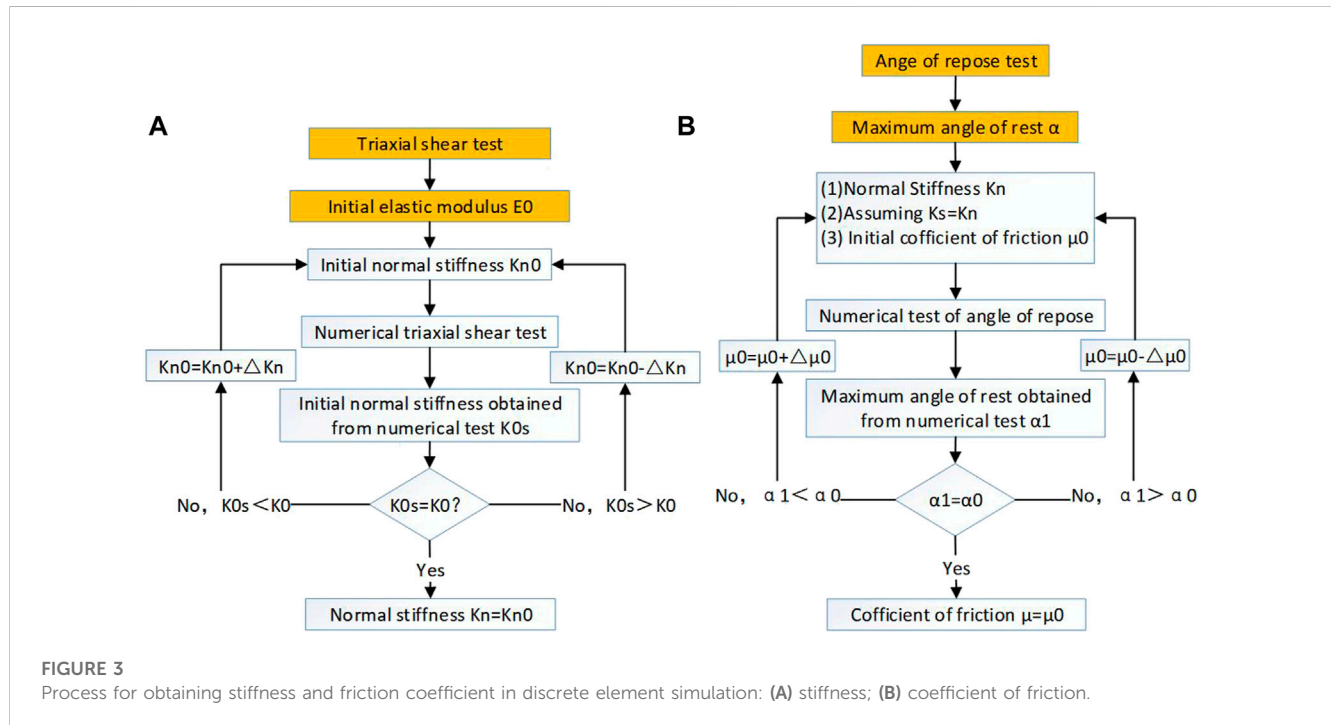 A
Triaxial shear test
Initial elastic modulus E0
Initial normal stiffness Kn0
Numerical triaxial shear test
Kn0=Kn0+△Kn
Kn0=Kn0-△Kn
Initial normal stiffness obtained
from numerical test K0s
No, K0s<K0
K0s=K0?
No, K0s>K0
Yes
Normal stiffness Kn=Kn0
B
Ange of repose test
Maximum angle of rest α
(1)Normal Stiffness Kn
(2)Assuming Ks=Kn
(3) Initial cofficient of friction μ0
Numerical test of angle of repose
μ0=μ0+△μ0
μ0=μ0-△μ0
Maximum angle of rest obtained
from numerical test α1
No, α1<α0
α1=α0
No, α1>α0
Yes
Cofficient of friction μ=μ0
FIGURE 3
Process for obtaining stiffness and friction coefficient in discrete element simulation: (A) stiffness; (B) coefficient of friction.